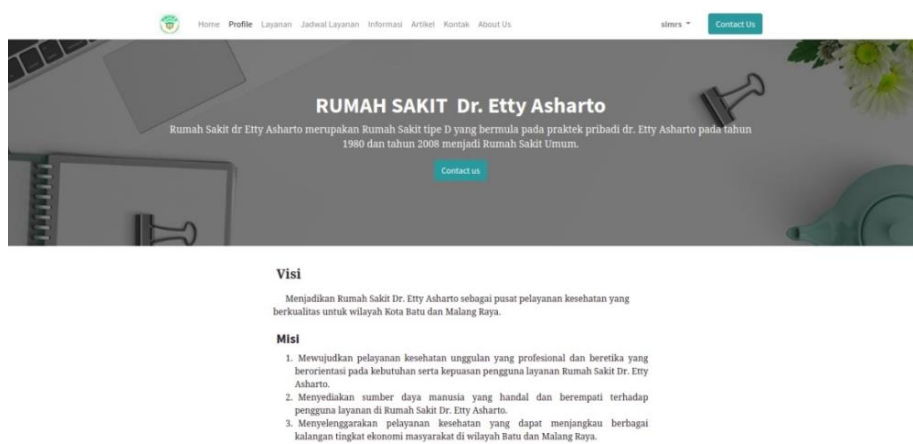 Home Profile Layanan Jadwal Layanan Informasi Artikel Kontak About Us simrs Contact Us
RUMAH SAKIT Dr. Etty Asharto
Rumah Sakit dr Etty Asharto merupakan Rumah Sakit tipe D yang bermula pada praktek pribadi dr. Etty Asharto pada tahun
1980 dan tahun 2008 menjadi Rumah Sakit Umum.
Contact us
Visi
Menjadikan Rumah Sakit Dr. Etty Asharto sebagai pusat pelayanan kesehatan yang
berkualitas untuk wilayah Kota Batu dan Malang Raya.
Misi
1. Mewujudkan pelayanan kesehatan unggulan yang profesional dan beretika yang
berorientasi pada kebutuhan serta kepuasan pengguna layanan Rumah Sakit Dr. Etty
Asharto.
2. Menyediakan sumber daya manusia yang handal dan berempati terhadap
pengguna layanan di Rumah Sakit Dr. Etty Asharto.
3. Menyelenggarakan pelayanan kesehatan yang dapat menjangkau berbagai
kalangan tingkat ekonomi masyarakat di wilayah Batu dan Malang Raya.